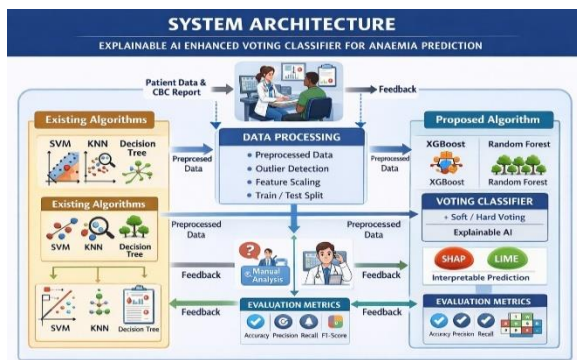 SYSTEM ARCHITECTURE
EXPLAINABLE AI ENHANCED VOTING CLASSIFIER FOR ANAEMIA PREDICTION
Patient Data &
CBC Report
Feedback
Existing Algorithms
SVM KNN Decision
Tree
Preprcesed
Data
DATA PROCESSING
• Preprocessed Data
• Outlier Detection
• Feature Scaling
• Train / Test Split
Preprocessed
Data
Proposed Algorithm
XGBoost Random Forest
XGBoost Random Forest
Existing Algorithms
SVM KNN Decision
Tree
Preprocessed
Data
Preprocessed
Data
VOTING CLASSIFIER
+ Soft / Hard Voting
Explainable AI
Feedback
Manual
Analysis
Feedback
SHAP LIME
Interpretable Prediction
SVM KNN Decision Tree
Feedback
EVALUATION METRICS
Accuracy Precision Recall F1-Score
Feedback
EVALUATION METRICS
Accuracy Precision Recall